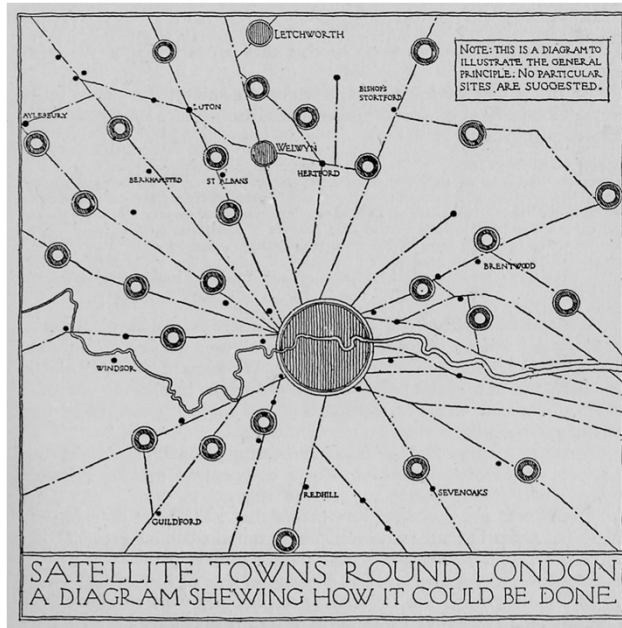 LETCHWORTH
NOTE: THIS IS A DIAGRAM TO
ILLUSTRATE THE GENERAL
PRINCIPLE: NO PARTICULAR
SITES ARE SUGGESTED.
BISHOP'S
STORTFORD
LUTON
AYLESBURY
WELWYN
HERTFORD
BERKHAMSTED
ST ALBANS
BRENTWOOD
WINDSOR
REDHILL
SEVENOAKS
GUILDFORD
SATELLITE TOWNS ROUND LONDON
A DIAGRAM SHEWING HOW IT COULD BE DONE